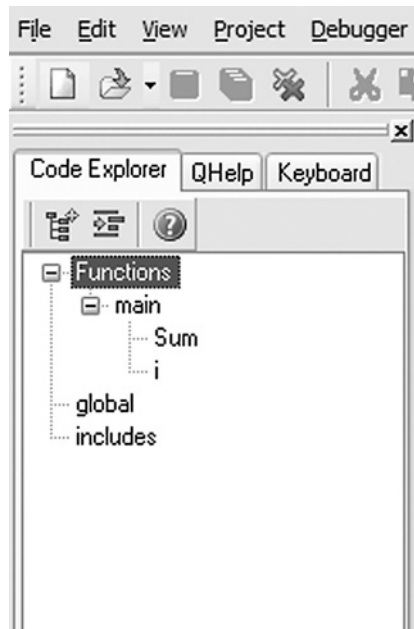 File Edit View Project Debugger
Code Explorer QHelp Keyboard
Functions
main
Sum
i
global
includes